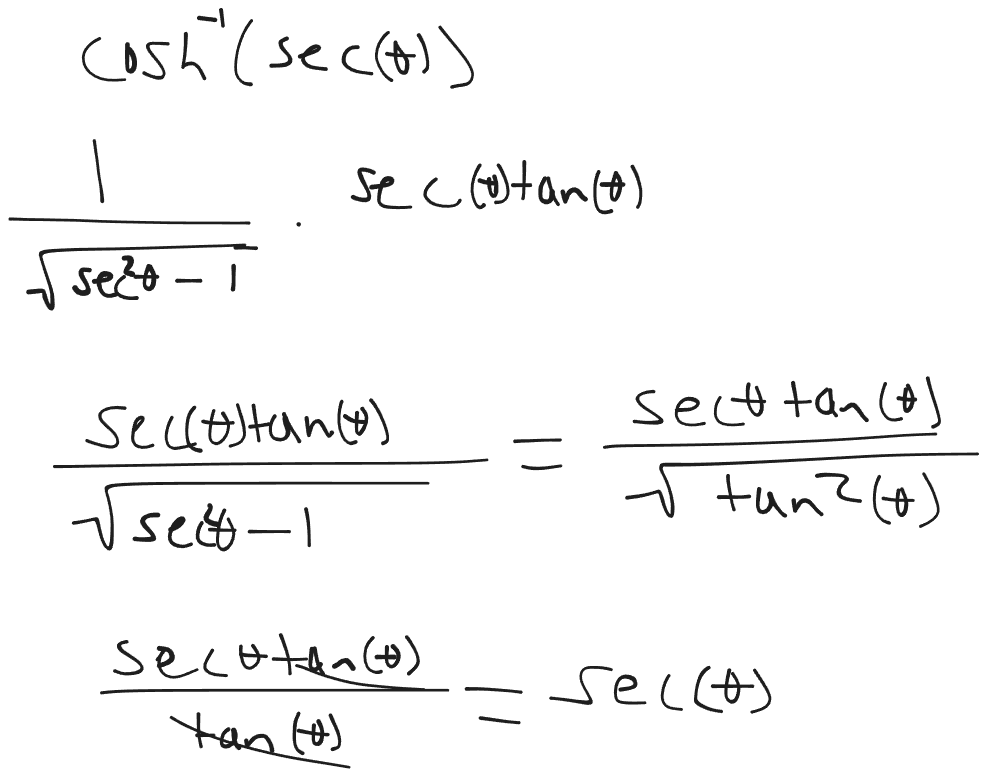 cosh⁻¹(sec(θ))
1/√(sec²θ − 1) · sec(θ)tan(θ)
sec(θ)tan(θ)/√(sec²θ − 1) = secθ tan(θ)/√(tan²(θ))
secθ tan(θ)/tan(θ) = sec(θ)